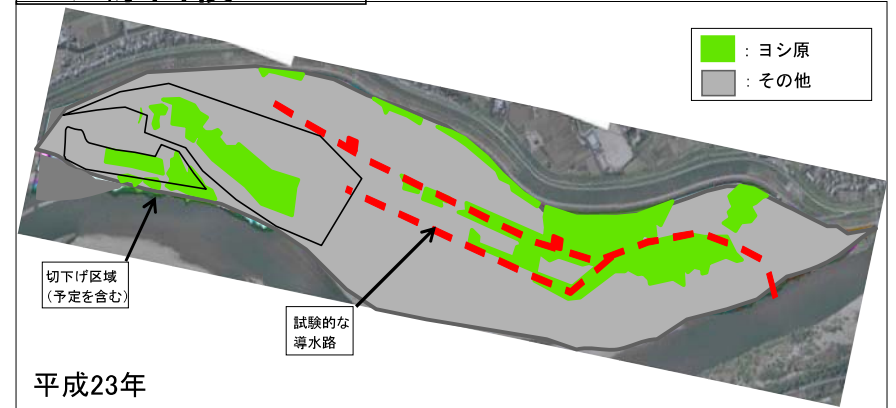 ：ヨシ原
：その他
切下げ区域
（予定を含む）
試験的な
導水路
平成23年